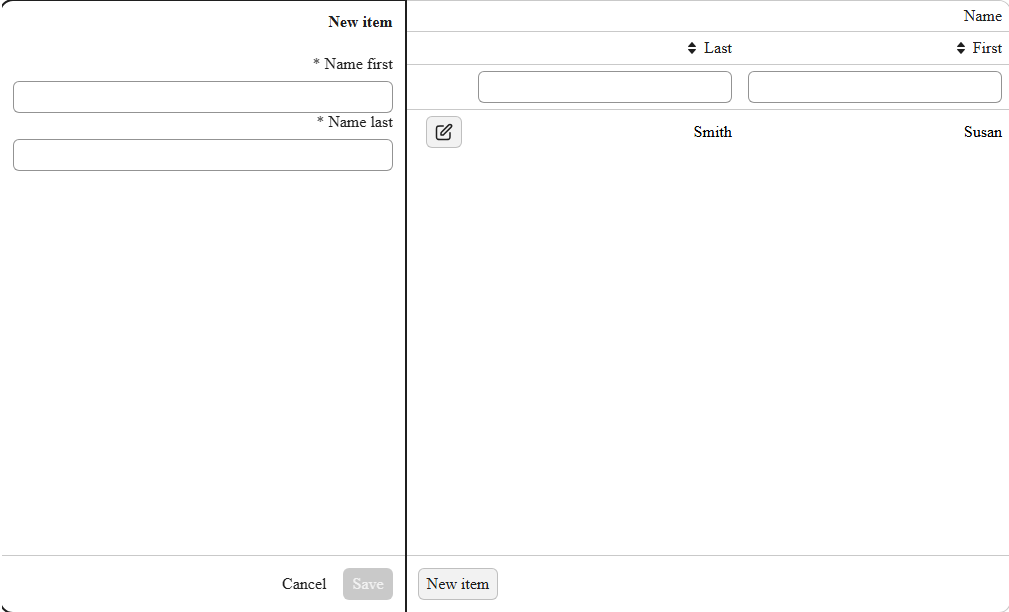 New item
* Name first
* Name last
Cancel Save
Name
Last First
Smith Susan
New item